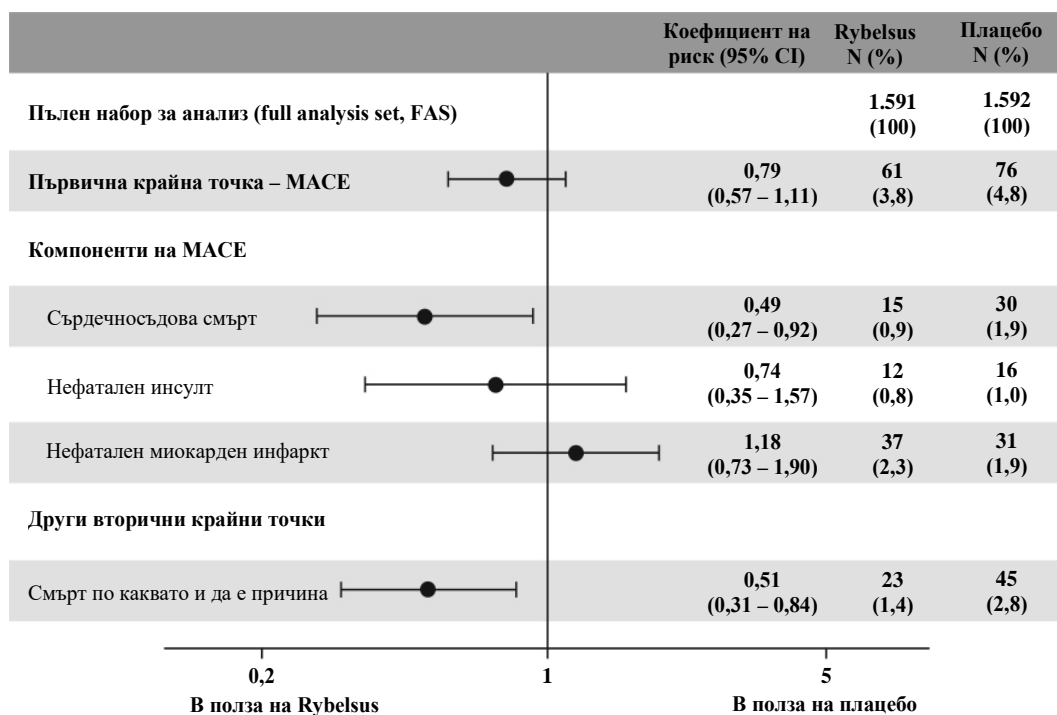 Коефициент на риск (95% CI)
Rybelsus N (%)
Плацебо N (%)
Пълен набор за анализ (full analysis set, FAS)
1.591 (100)
1.592 (100)
Първична крайна точка – MACE
0,79 (0,57 – 1,11)
61 (3,8)
76 (4,8)
Компоненти на MACE
Сърдечносъдова смърт
0,49 (0,27 – 0,92)
15 (0,9)
30 (1,9)
Нефатален инсулт
0,74 (0,35 – 1,57)
12 (0,8)
16 (1,0)
Нефатален миокарден инфаркт
1,18 (0,73 – 1,90)
37 (2,3)
31 (1,9)
Други вторични крайни точки
Смърт по каквато и да е причина
0,51 (0,31 – 0,84)
23 (1,4)
45 (2,8)
0,2
1
5
В полза на Rybelsus
В полза на плацебо